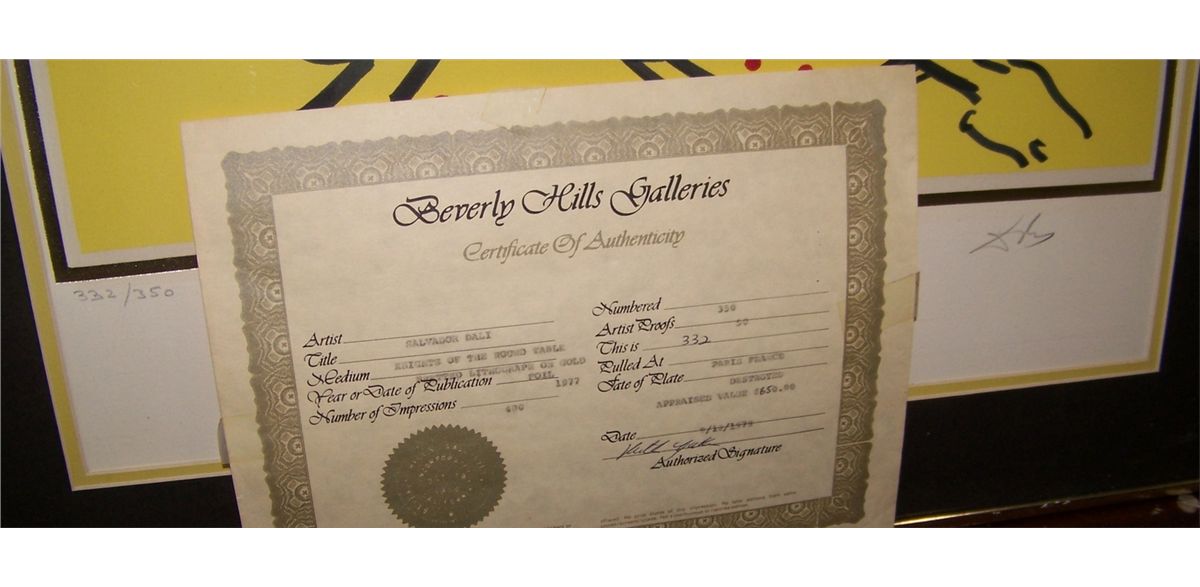 Beverly Hills Galleries
Certificate Of Authenticity
332/350
Artist SALVADOR DALI
Title KNIGHTS OF THE ROUND TABLE
Medium LITHOGRAPH ON GOLD
FOIL
Year or Date of Publication 1977
Number of Impressions 400
Numbered 350
Artist Proofs 50
This is 332
Pulled At PARIS FRANCE
Fate of Plate DESTROYED
APPRAISED VALUE $650.00
Date
Authorized Signature